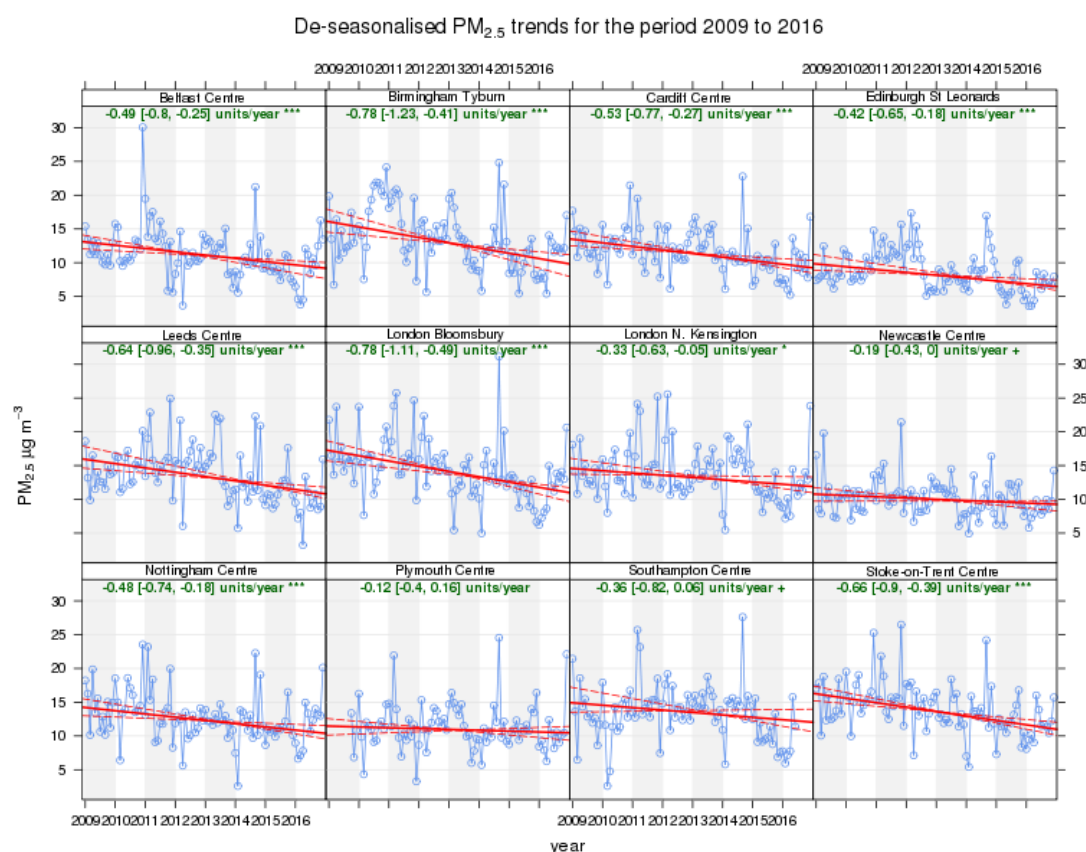 De-seasonalised PM2.5 trends for the period 2009 to 2016
2009 2010 2011 2012 2013 2014 2015 2016 2009 2010 2011 2012 2013 2014 2015 2016
Belfast Centre Birmingham Tyburn Cardiff Centre Edinburgh St Leonards
-0.49 [-0.8, -0.25] units/year *** -0.78 [-1.23, -0.41] units/year *** -0.53 [-0.77, -0.27] units/year *** -0.42 [-0.65, -0.18] units/year ***
30
25
20
15
10
5
Leeds Centre London Bloomsbury London N. Kensington Newcastle Centre
-0.64 [-0.96, -0.35] units/year *** -0.78 [-1.11, -0.49] units/year *** -0.33 [-0.63, -0.05] units/year * -0.19 [-0.43, 0] units/year +
30
25
20
15
10
5
PM2.5 µg m−3
Nottingham Centre Plymouth Centre Southampton Centre Stoke-on-Trent Centre
-0.48 [-0.74, -0.18] units/year *** -0.12 [-0.4, 0.16] units/year -0.36 [-0.82, 0.06] units/year + -0.66 [-0.9, -0.39] units/year ***
30
25
20
15
10
5
2009 2010 2011 2012 2013 2014 2015 2016 2009 2010 2011 2012 2013 2014 2015 2016
year